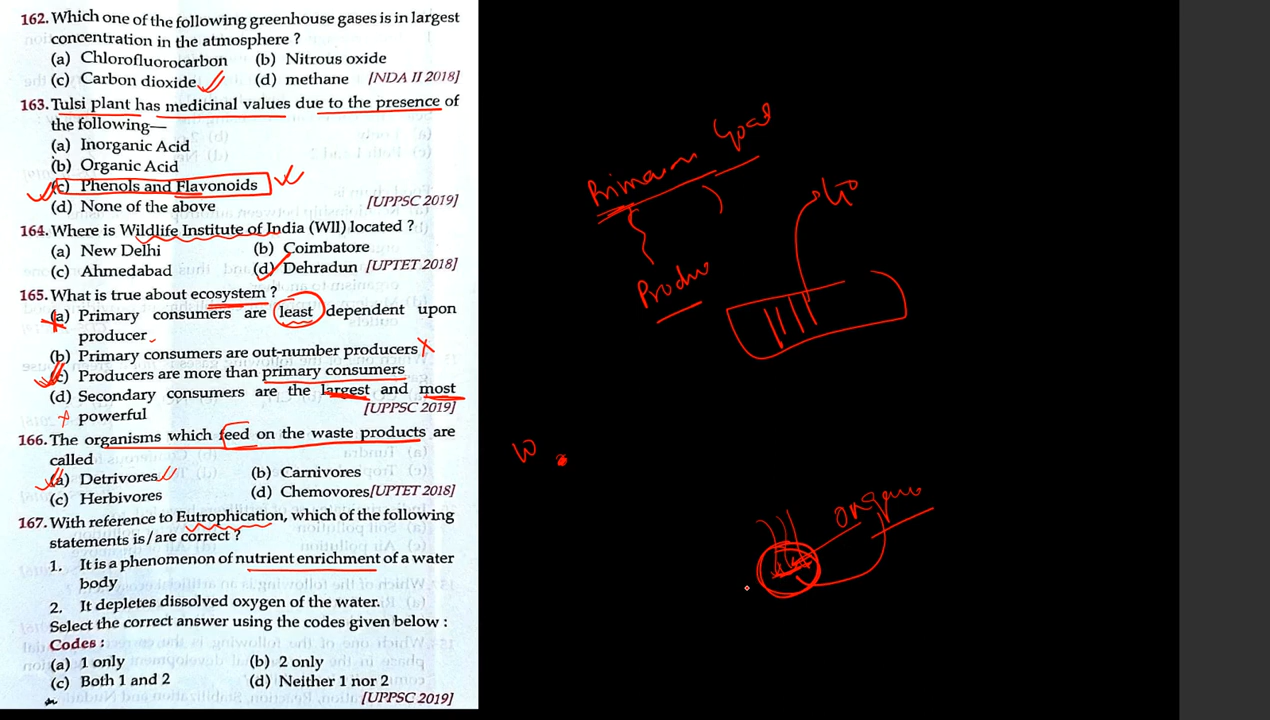 162. Which one of the following greenhouse gases is in largest
concentration in the atmosphere ?
(a) Chlorofluorocarbon (b) Nitrous oxide
(c) Carbon dioxide (d) methane [NDA II 2018]
163. Tulsi plant has medicinal values due to the presence of
the following—
(a) Inorganic Acid
(b) Organic Acid
(c) Phenols and Flavonoids
(d) None of the above [UPPSC 2019]
164. Where is Wildlife Institute of India (WII) located ?
(a) New Delhi (b) Coimbatore
(c) Ahmedabad (d) Dehradun [UPTET 2018]
165. What is true about ecosystem ?
(a) Primary consumers are least dependent upon
producer
(b) Primary consumers are out-number producers
(c) Producers are more than primary consumers
(d) Secondary consumers are the largest and most
powerful [UPPSC 2019]
166. The organisms which feed on the waste products are
called
(a) Detrivores (b) Carnivores
(c) Herbivores (d) Chemovores [UPTET 2018]
167. With reference to Eutrophication, which of the following
statements is/are correct ?
1. It is a phenomenon of nutrient enrichment of a water
body
2. It depletes dissolved oxygen of the water.
Select the correct answer using the codes given below :
Codes :
(a) 1 only (b) 2 only
(c) Both 1 and 2 (d) Neither 1 nor 2
[UPPSC 2019]